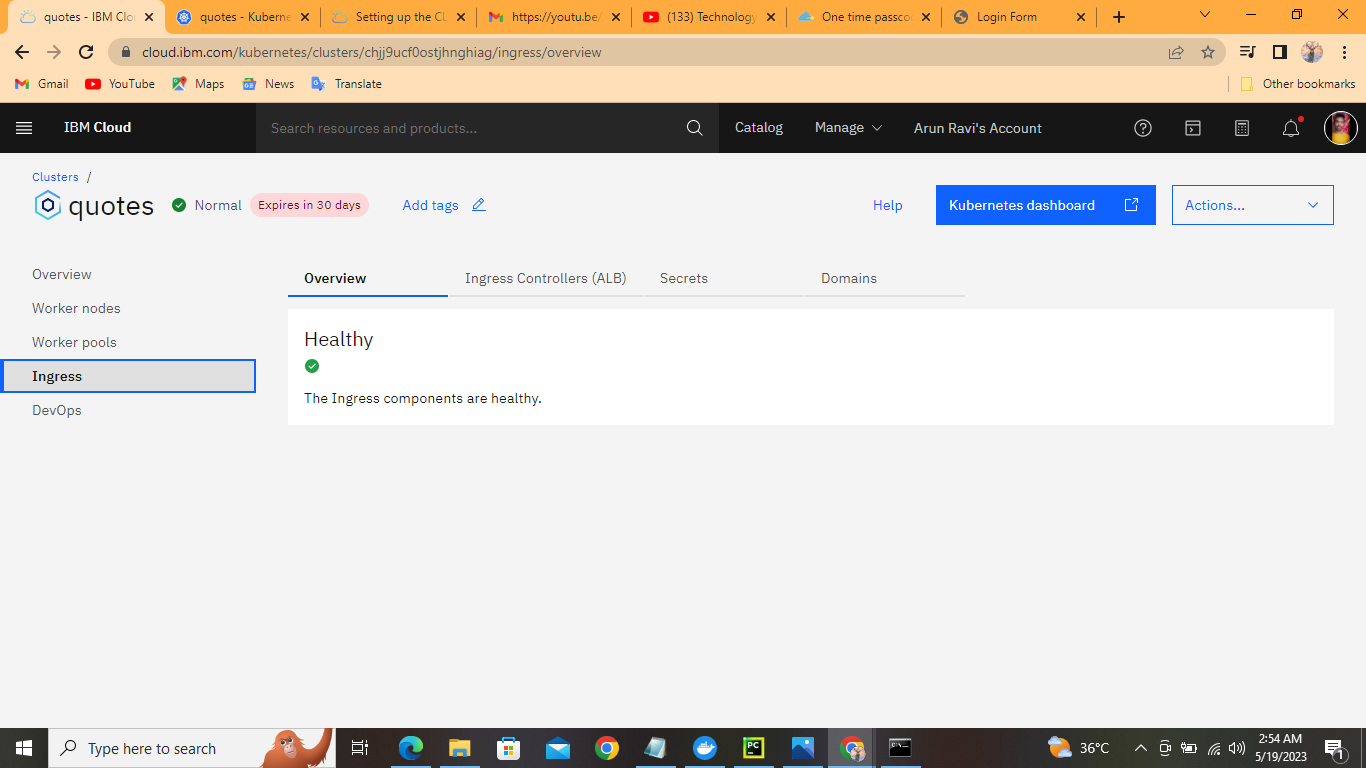 quotes - IBM Clo
quotes - Kuberne
Setting up the CL
https://youtu.be/
(133) Technology
One time passco
Login Form
cloud.ibm.com/kubernetes/clusters/chjj9ucf0ostjhnghiag/ingress/overview
Gmail
YouTube
Maps
News
Translate
Other bookmarks
IBM Cloud
Search resources and products...
Catalog
Manage
Arun Ravi's Account
Clusters /
quotes
Normal
Expires in 30 days
Add tags
Help
Kubernetes dashboard
Actions...
Overview
Worker nodes
Worker pools
Ingress
DevOps
Overview
Ingress Controllers (ALB)
Secrets
Domains
Healthy
The Ingress components are healthy.
Type here to search
PC
36°C
2:54 AM
5/19/2023
1